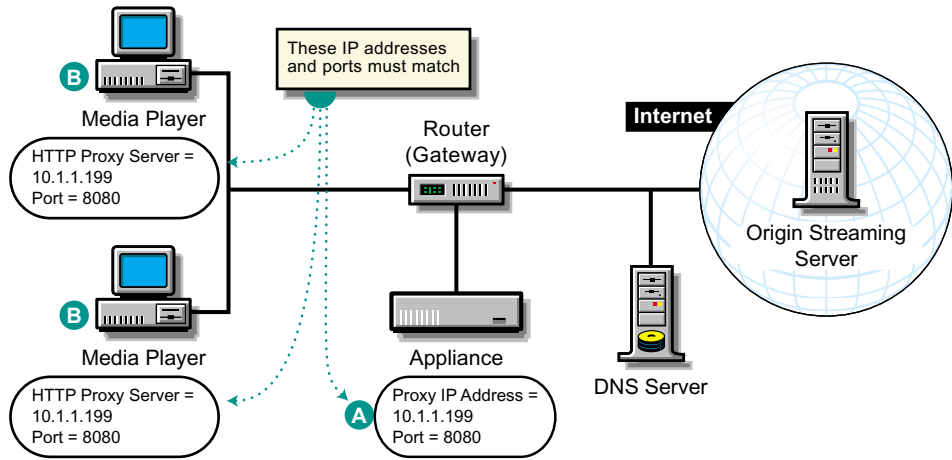 These IP addresses
and ports must match
B
Media Player
HTTP Proxy Server =
10.1.1.199
Port = 8080
Router
(Gateway)
Internet
Origin Streaming
Server
B
Media Player
HTTP Proxy Server =
10.1.1.199
Port = 8080
Appliance
A
Proxy IP Address =
10.1.1.199
Port = 8080
DNS Server